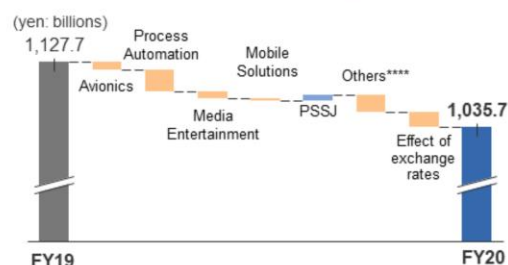 (yen: billions)
1,127.7
Process
Automation
Avionics
Media
Entertainment
Mobile
Solutions
PSSJ
Others****
Effect of
exchange
rates
1,035.7
FY19
FY20